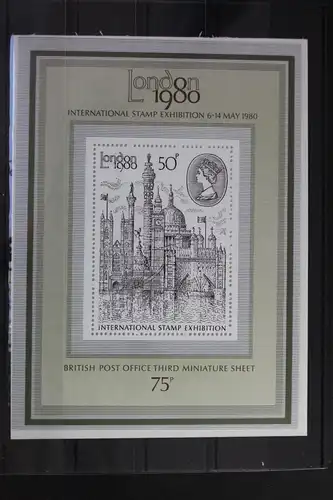 London
1980
INTERNATIONAL STAMP EXHIBITION 6-14 MAY 1980
London
1980
50P
INTERNATIONAL STAMP EXHIBITION
BRITISH POST OFFICE THIRD MINIATURE SHEET
75P